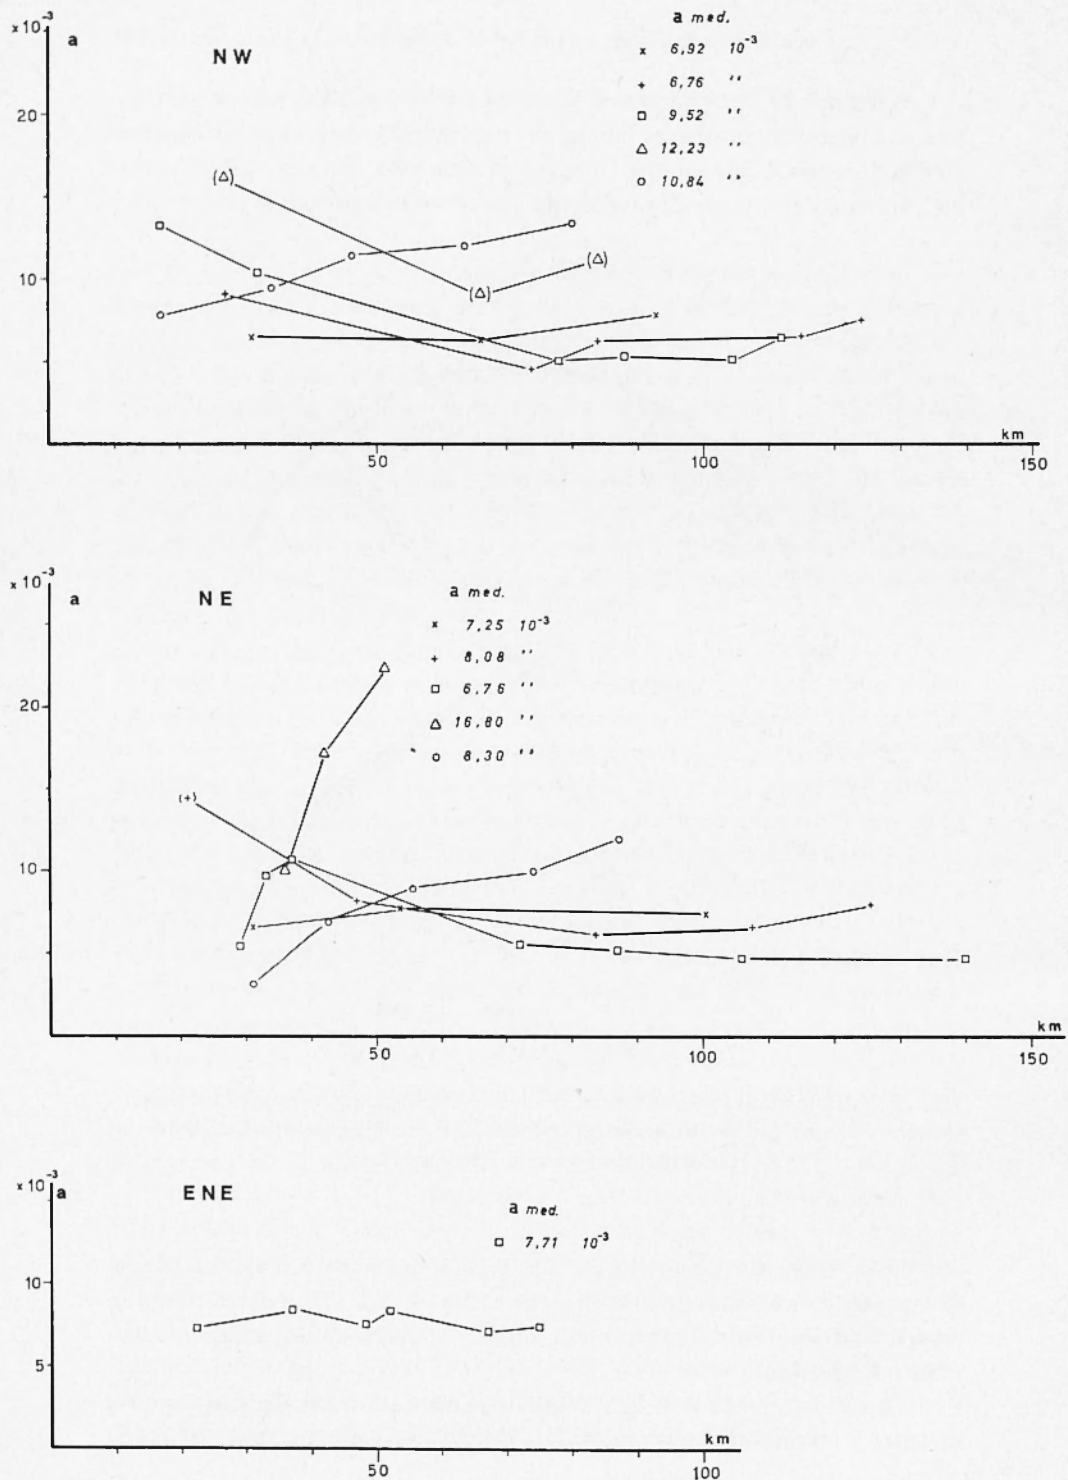 x 10⁻³
a
NW
a med.
x 6,92 10⁻³
+ 6,76 ''
□ 9,52 ''
△ 12,23 ''
○ 10,84 ''
20
(△)
10
(△)
(△)
km
50
100
150
x 10⁻³
a
NE
a med.
x 7,25 10⁻³
+ 8,08 ''
□ 6,76 ''
△ 16,80 ''
○ 8,30 ''
20
(+)
10
km
50
100
150
x 10⁻³
a
ENE
a med.
□ 7,71 10⁻³
10
5
km
50
100